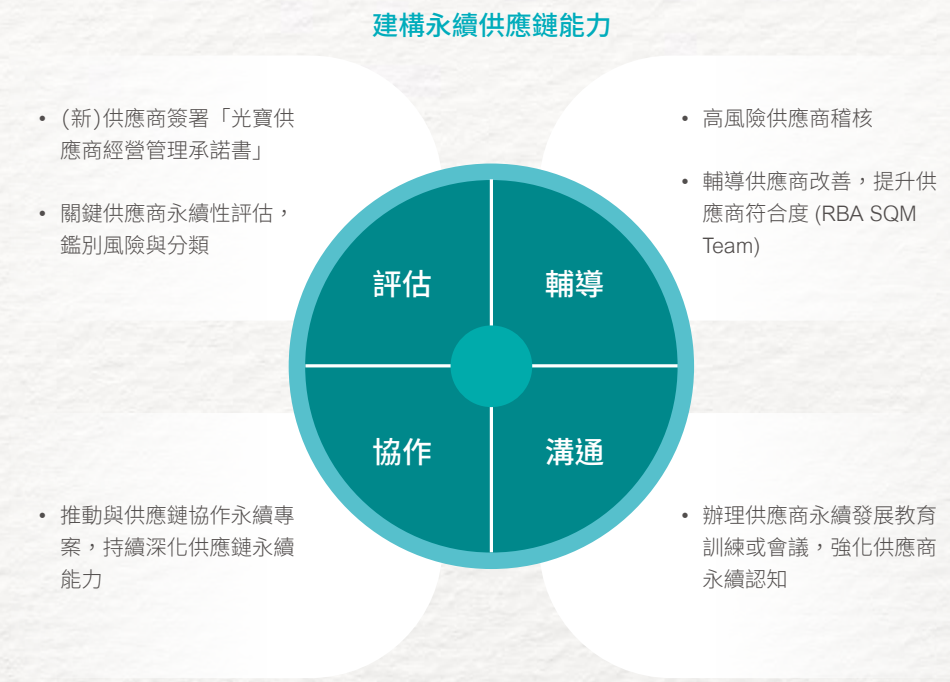 建構永續供應鏈能力
• (新)供應商簽署「光寶供
應商經營管理承諾書」
• 關鍵供應商永續性評估，
鑑別風險與分類
• 高風險供應商稽核
• 輔導供應商改善，提升供
應商符合度 (RBA SQM
Team)
評估
輔導
協作
溝通
• 推動與供應鏈協作永續專
案，持續深化供應鏈永續
能力
• 辦理供應商永續發展教育
訓練或會議，強化供應商
永續認知